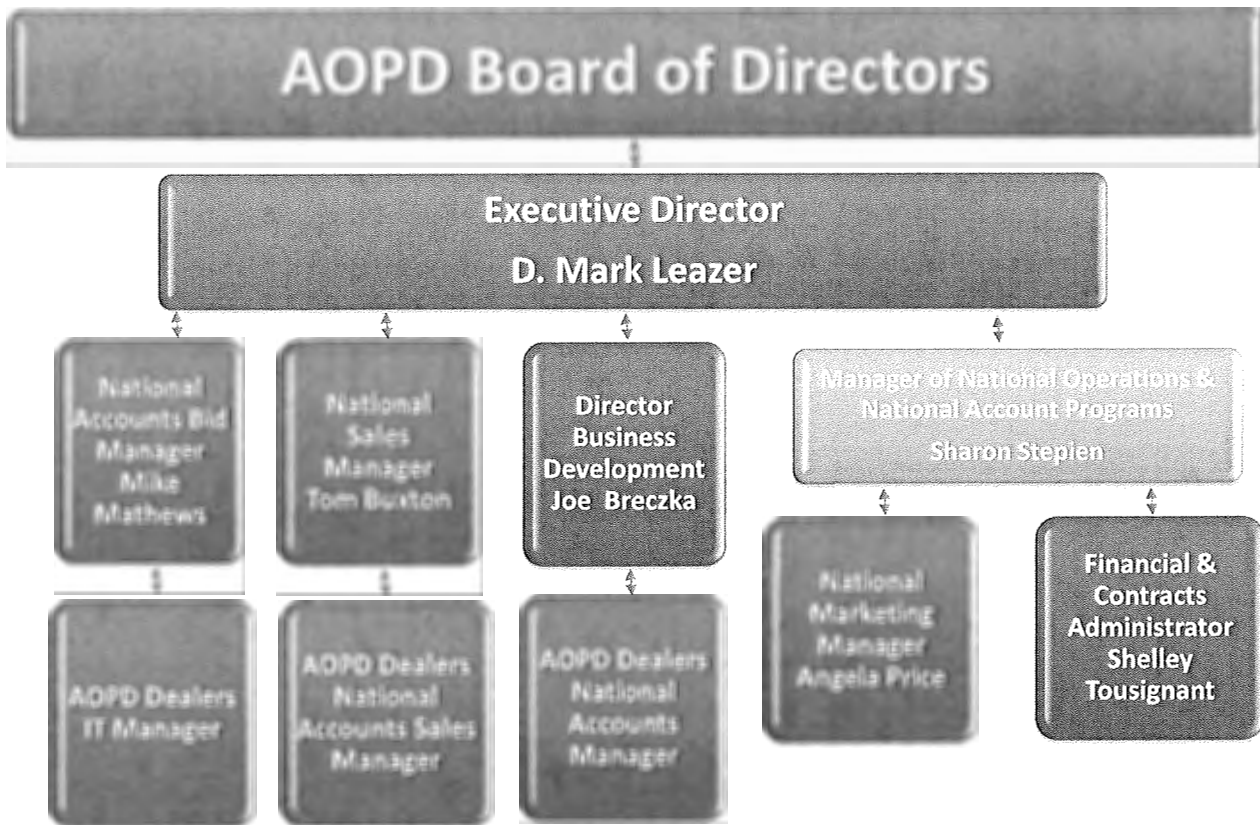 AOPD Board of Directors
Executive Director
D. Mark Leazer
National
Accounts Bid
Manager
Mike
Mathews
National
Sales
Manager
Tom Buxton
Director
Business
Development
Joe Breczka
Manager of National Operations &
National Account Programs
Sharon Stepien
AOPD Dealers
IT Manager
AOPD Dealers
National
Accounts Sales
Manager
AOPD Dealers
National
Accounts
Manager
National
Marketing
Manager
Angela Price
Financial &
Contracts
Administrator
Shelley
Tousignant